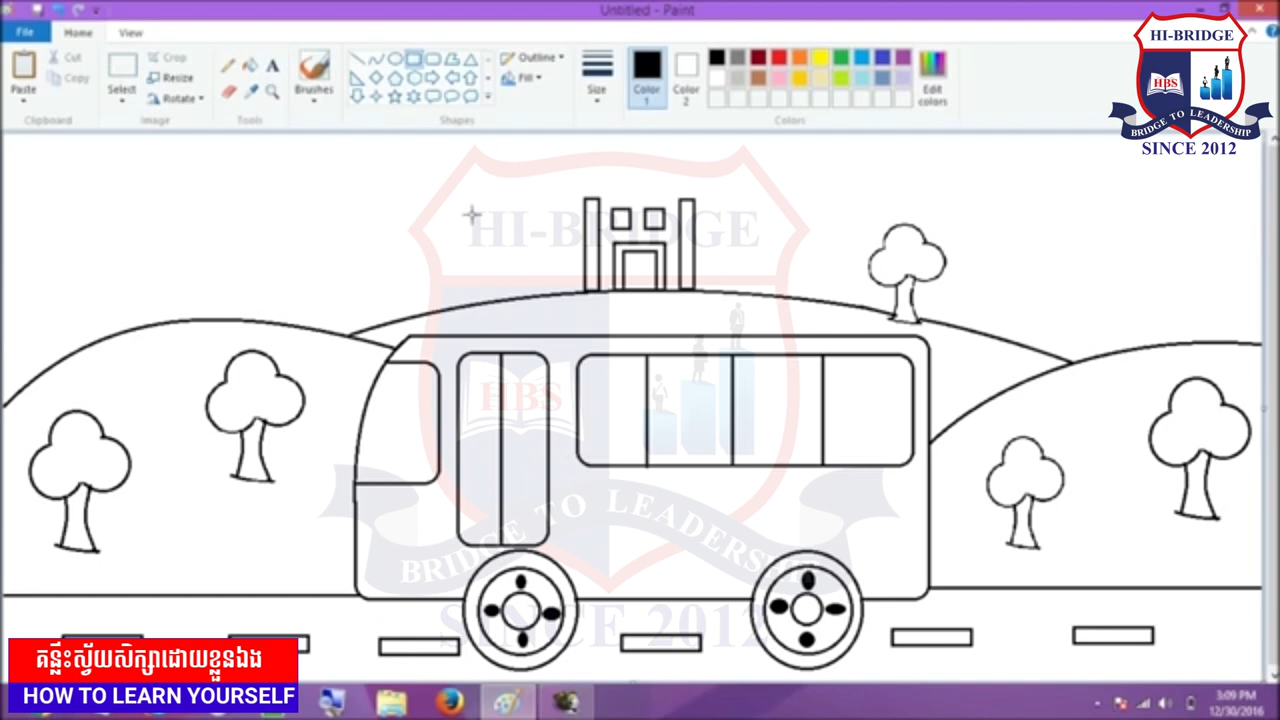 Untitled - Paint
File
Home
View
Paste
Cut
Copy
Clipboard
Select
Crop
Resize
Rotate
Image
Tools
Brushes
Shapes
Outline
Fill
Size
Color 1
Color 2
Colors
Edit colors
HI-BRIDGE
HBS
BRIDGE TO LEADERSHIP
SINCE 2012
HI-BRIDGE
HBS
BRIDGE TO LEADERSHIP
SINCE 2012
គន្លឹះស្វ័យសិក្សាដោយខ្លួនឯង
HOW TO LEARN YOURSELF
3:09 PM
12/30/2016